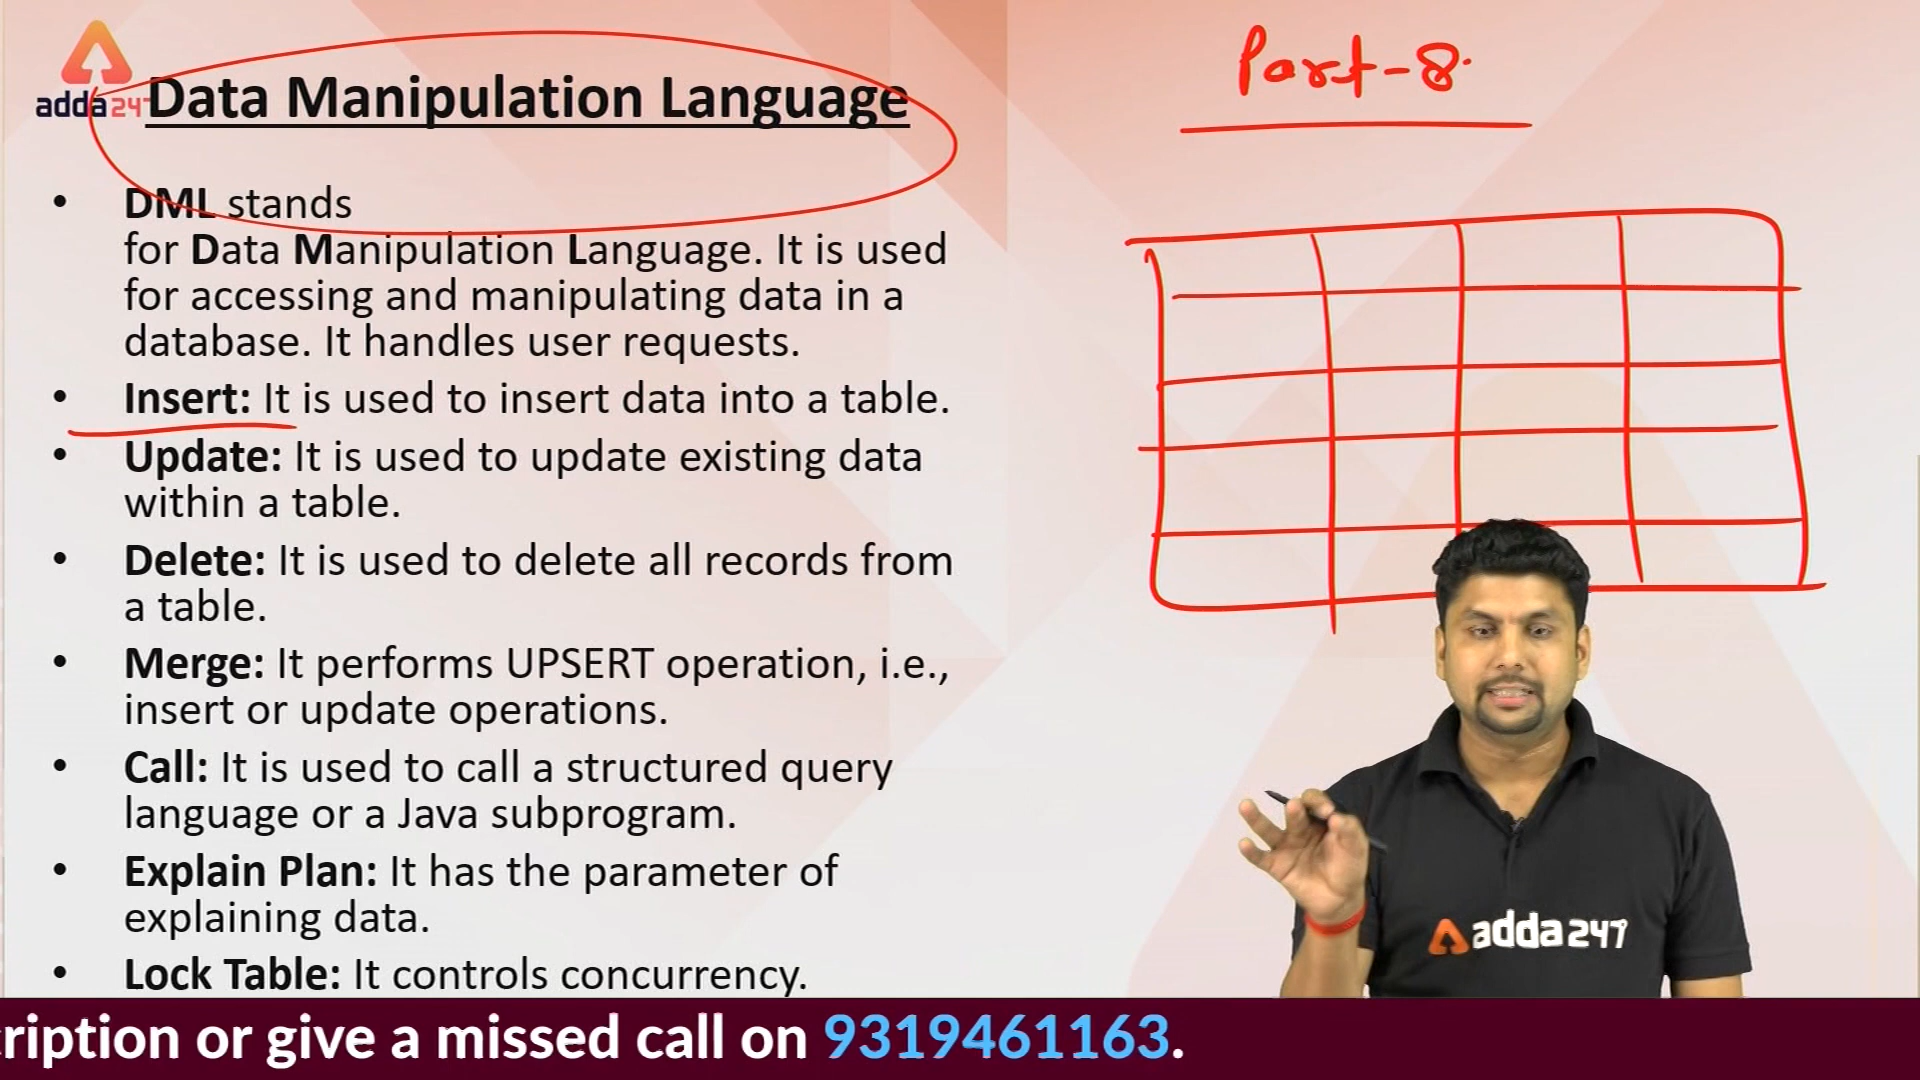 adda247
Data Manipulation Language
Part-8
• DML stands
for Data Manipulation Language. It is used
for accessing and manipulating data in a
database. It handles user requests.
• Insert: It is used to insert data into a table.
• Update: It is used to update existing data
within a table.
• Delete: It is used to delete all records from
a table.
• Merge: It performs UPSERT operation, i.e.,
insert or update operations.
• Call: It is used to call a structured query
language or a Java subprogram.
• Explain Plan: It has the parameter of
explaining data.
• Lock Table: It controls concurrency.
adda247
cription or give a missed call on 9319461163.